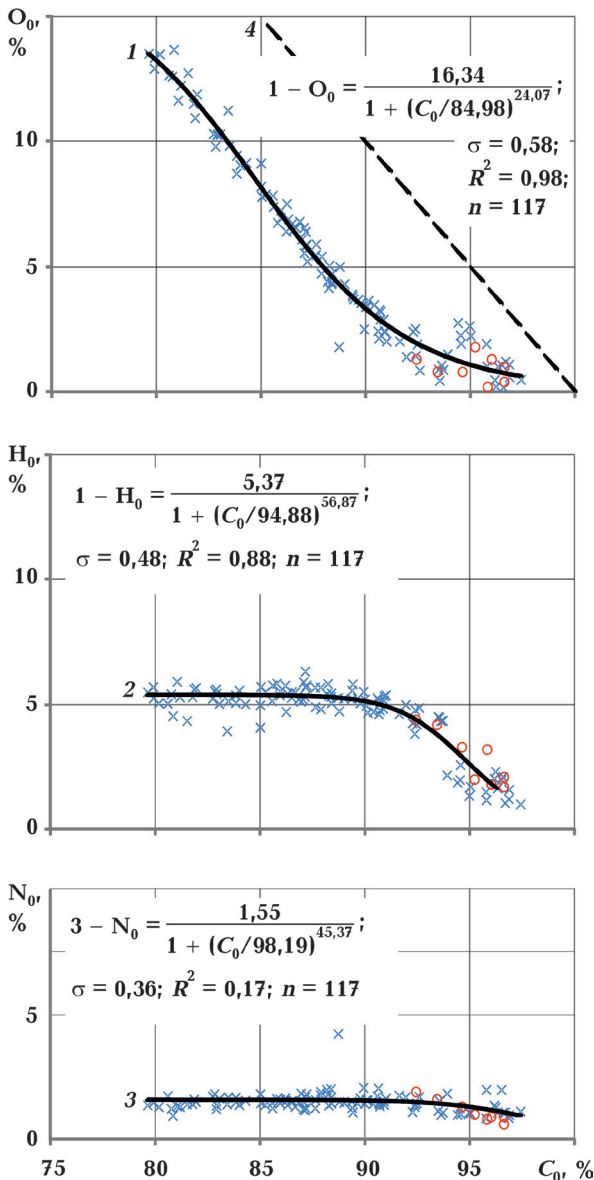 O₀, %
1
4
1 – O₀ = 16,34 / 1 + (C₀/84,98)^24,07;
σ = 0,58;
R² = 0,98;
n = 117
10
5
0
H₀, %
1 – H₀ = 5,37 / 1 + (C₀/94,88)^56,87;
σ = 0,48; R² = 0,88; n = 117
10
5
2
0
N₀, %
3 – N₀ = 1,55 / 1 + (C₀/98,19)^45,37;
σ = 0,36; R² = 0,17; n = 117
5
3
0
75 80 85 90 95 C₀, %